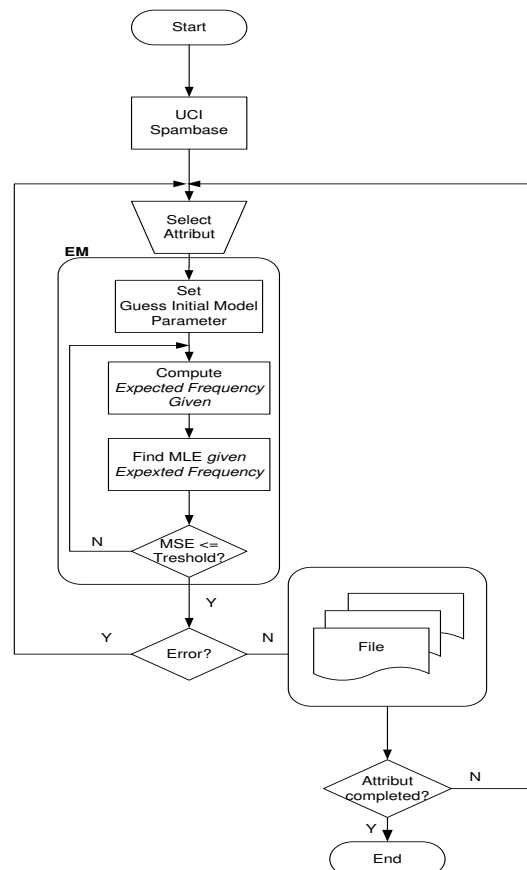 Start
UCI
Spambase
Select
Attribut
EM
Set
Guess Initial Model
Parameter
Compute
Expected Frequency
Given
Find MLE given
Expexted Frequency
N
MSE <=
Treshold?
Y
Y
Error?
N
File
Attribut
completed?
N
Y
End